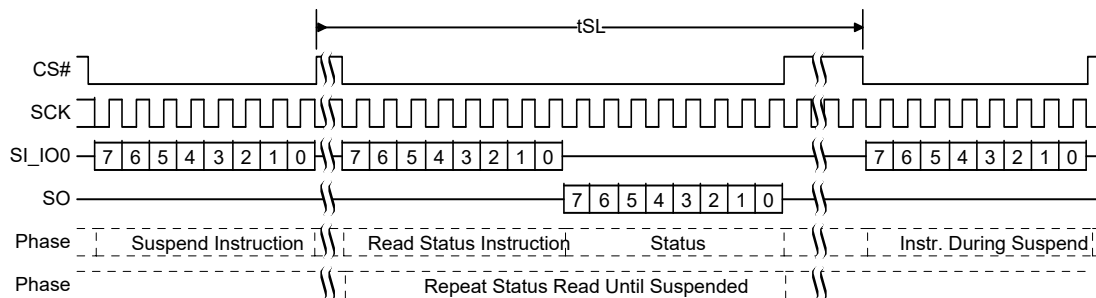 tSL
CS#
SCK
SI_IO0 7 6 5 4 3 2 1 0 7 6 5 4 3 2 1 0 7 6 5 4 3 2 1 0
SO 7 6 5 4 3 2 1 0
Phase Suspend Instruction Read Status Instruction Status Instr. During Suspend
Phase Repeat Status Read Until Suspended